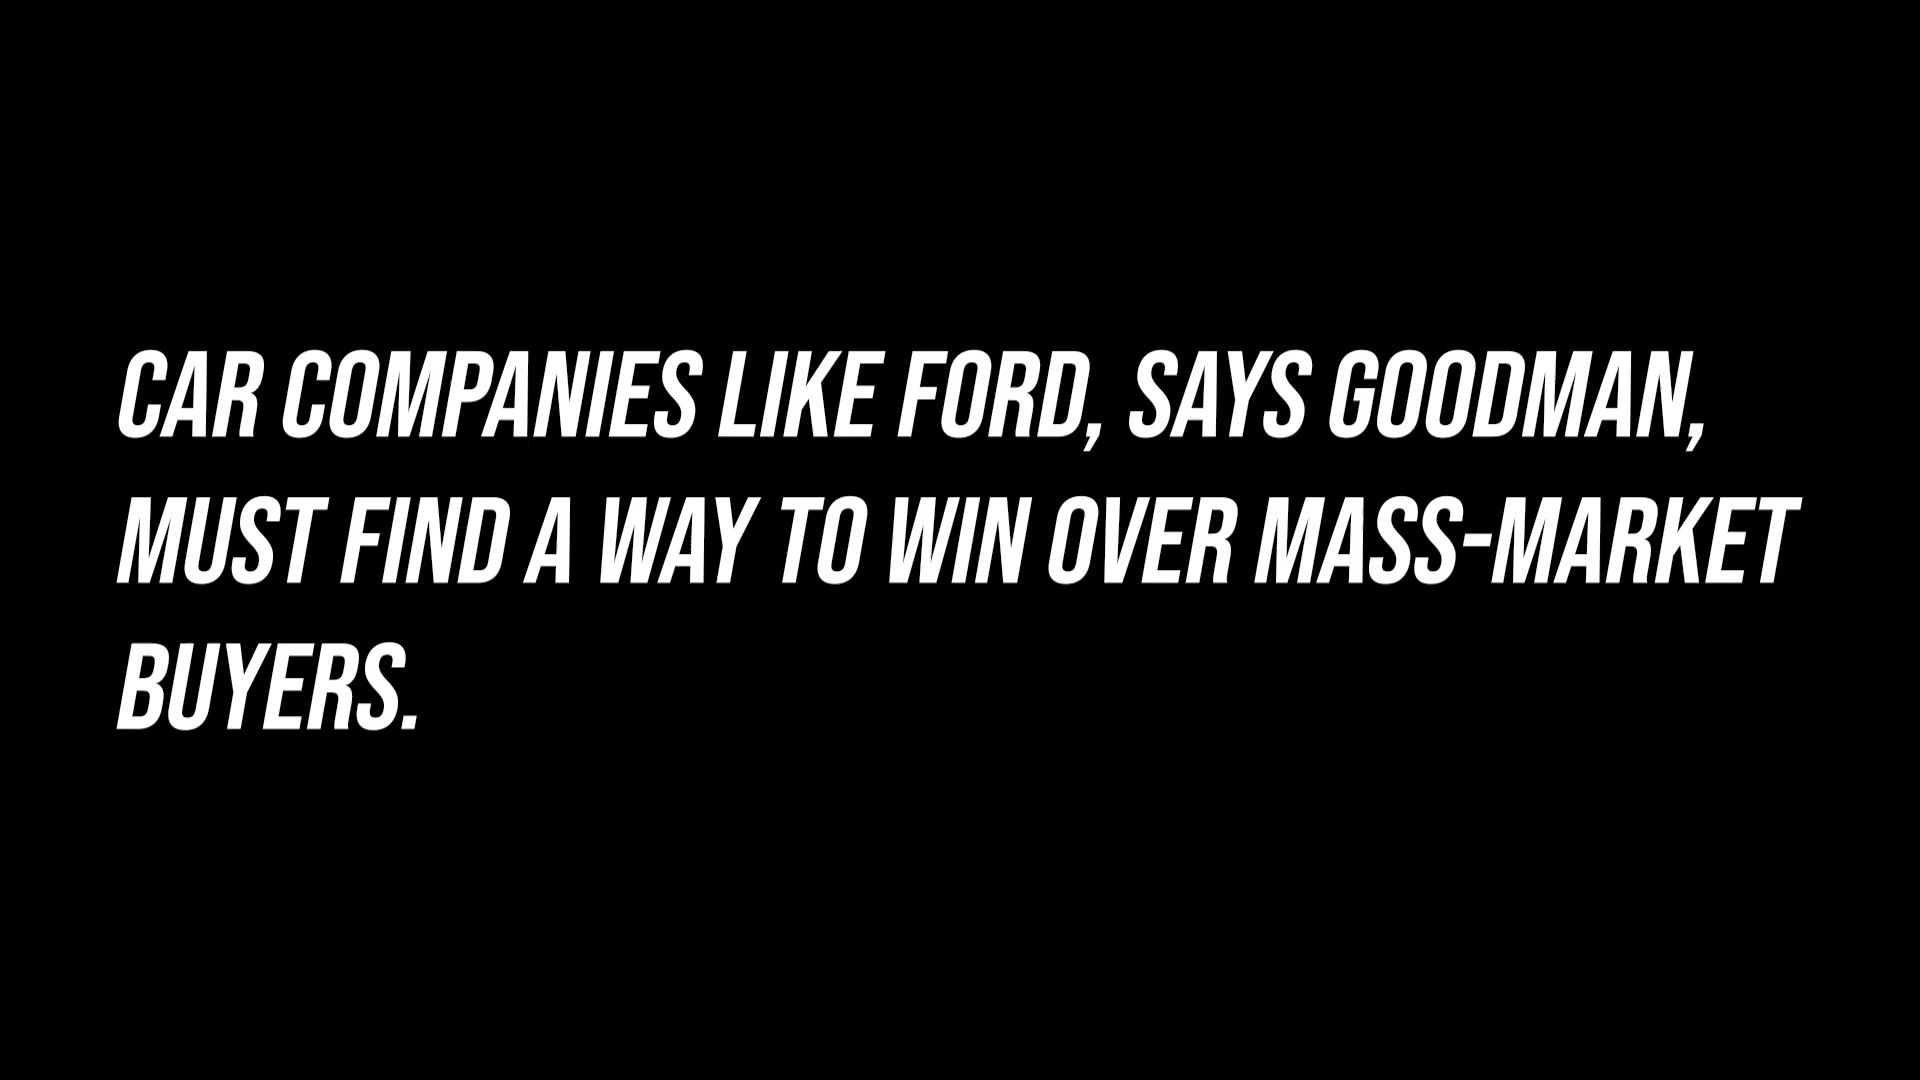 CAR COMPANIES LIKE FORD, SAYS GOODMAN,
MUST FIND A WAY TO WIN OVER MASS-MARKET
BUYERS.